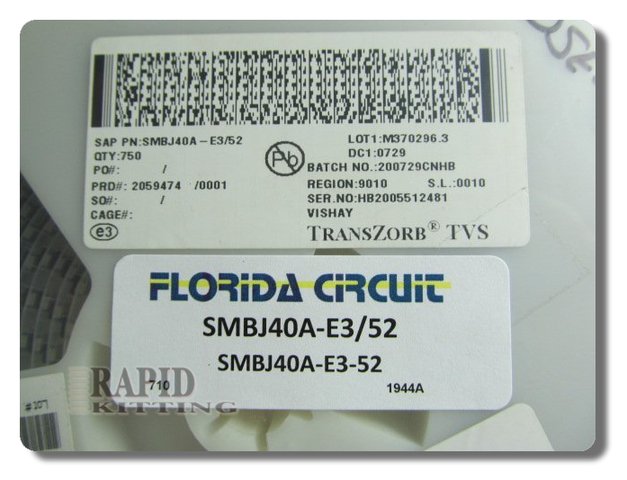 SAP PN:SMBJ40A-E3/52
LOT1:M370296.3
QTY:750
DC1:0729
Pb
PO#: /
BATCH NO.:200729CNHB
PRD#: 2059474 /0001
REGION:9010 S.L.:0010
SO#: /
SER.NO:HB2005512481
CAGE#:
VISHAY
e3
TRANSZORB® TVS
FLORIDA CIRCUIT
SMBJ40A-E3/52
SMBJ40A-E3-52
710
1944A
RAPID
KITTING
LOT #